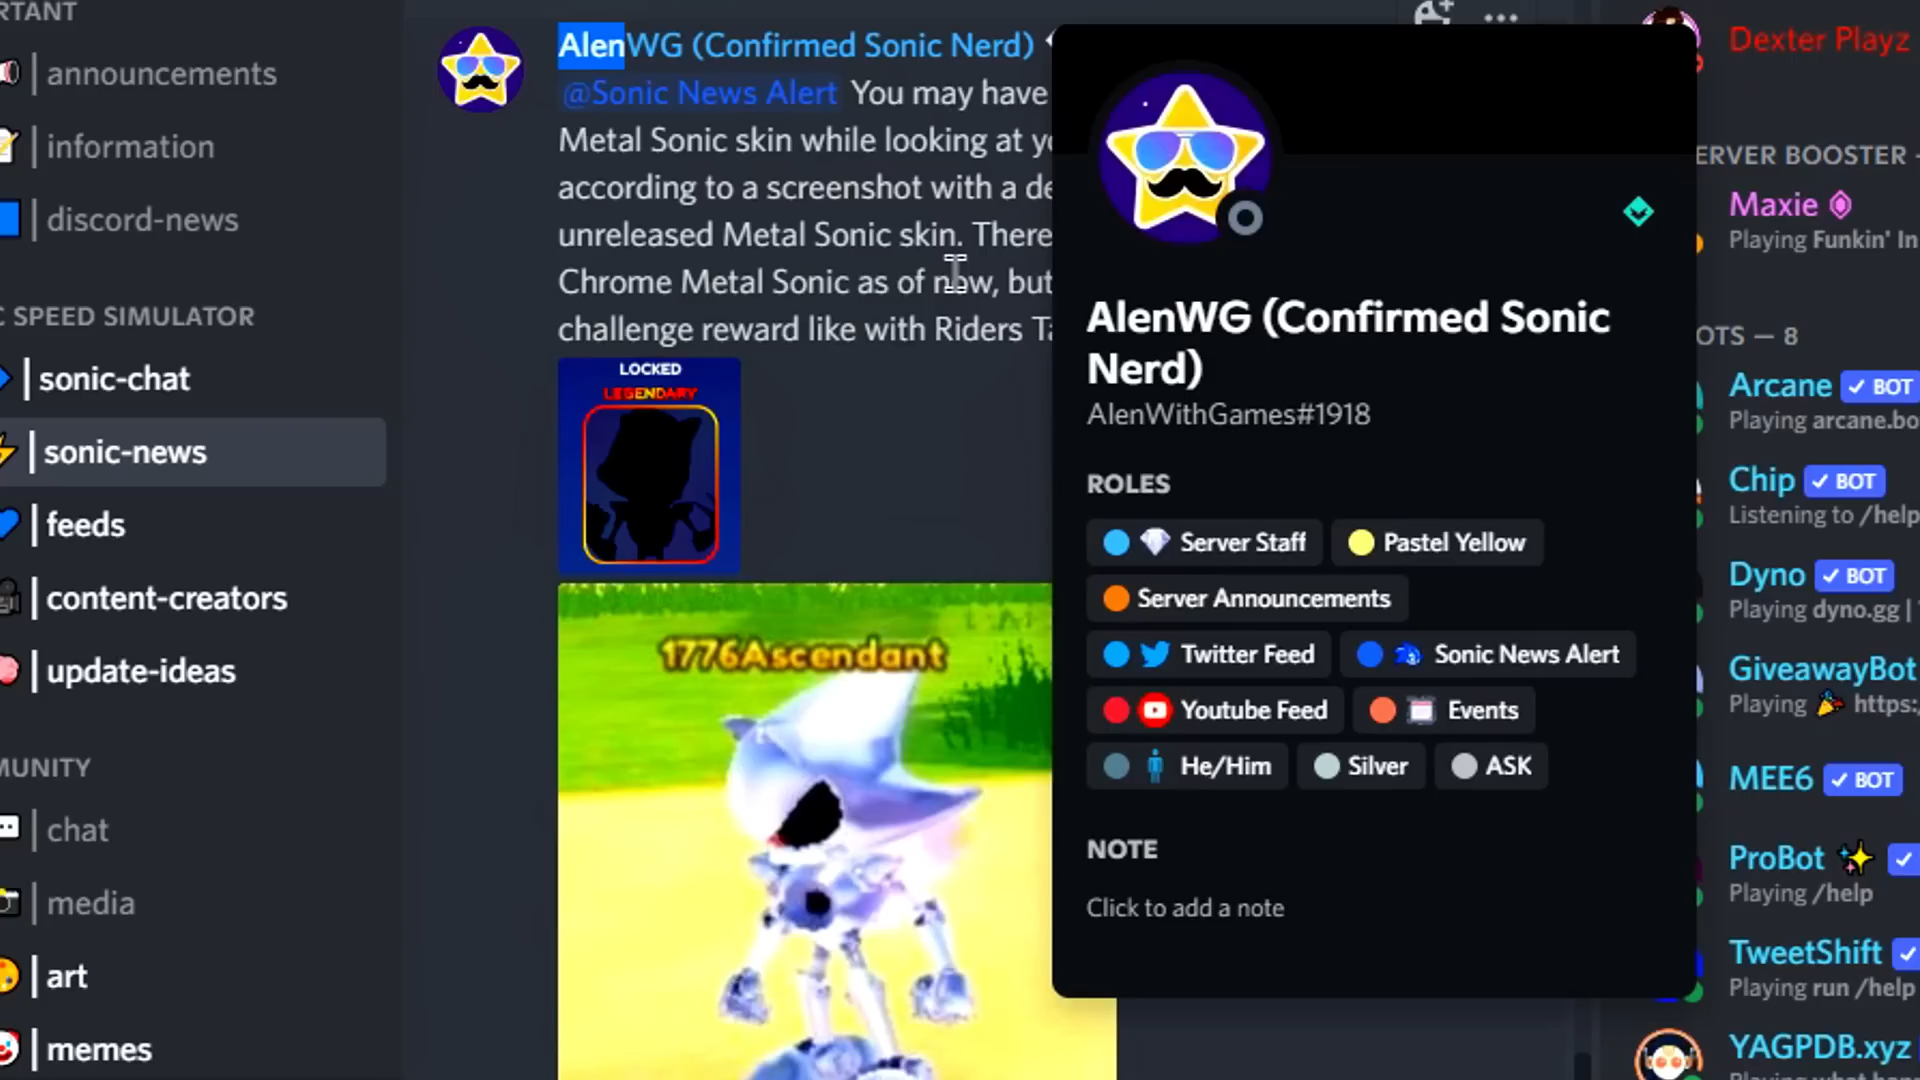 RTANT
announcements
information
discord-news
C SPEED SIMULATOR
sonic-chat
sonic-news
feeds
content-creators
update-ideas
MUNITY
chat
media
art
memes
AlenWG (Confirmed Sonic Nerd)
@Sonic News Alert You may have
Metal Sonic skin while looking at yo
according to a screenshot with a de
unreleased Metal Sonic skin. There
Chrome Metal Sonic as of now, but
challenge reward like with Riders Ta
LOCKED
LEGENDARY
1776Ascendant
AlenWG (Confirmed Sonic
Nerd)
AlenWithGames#1918
ROLES
Server Staff
Pastel Yellow
Server Announcements
Twitter Feed
Sonic News Alert
Youtube Feed
Events
He/Him
Silver
ASK
NOTE
Click to add a note
Dexter Playz
ERVER BOOSTER -
Maxie
Playing Funkin' In
OTS — 8
Arcane BOT
Playing arcane.bo
Chip BOT
Listening to /help
Dyno BOT
Playing dyno.gg |
GiveawayBot
Playing https:/
MEE6 BOT
ProBot
Playing /help
TweetShift
Playing run /help
YAGPDB.xyz